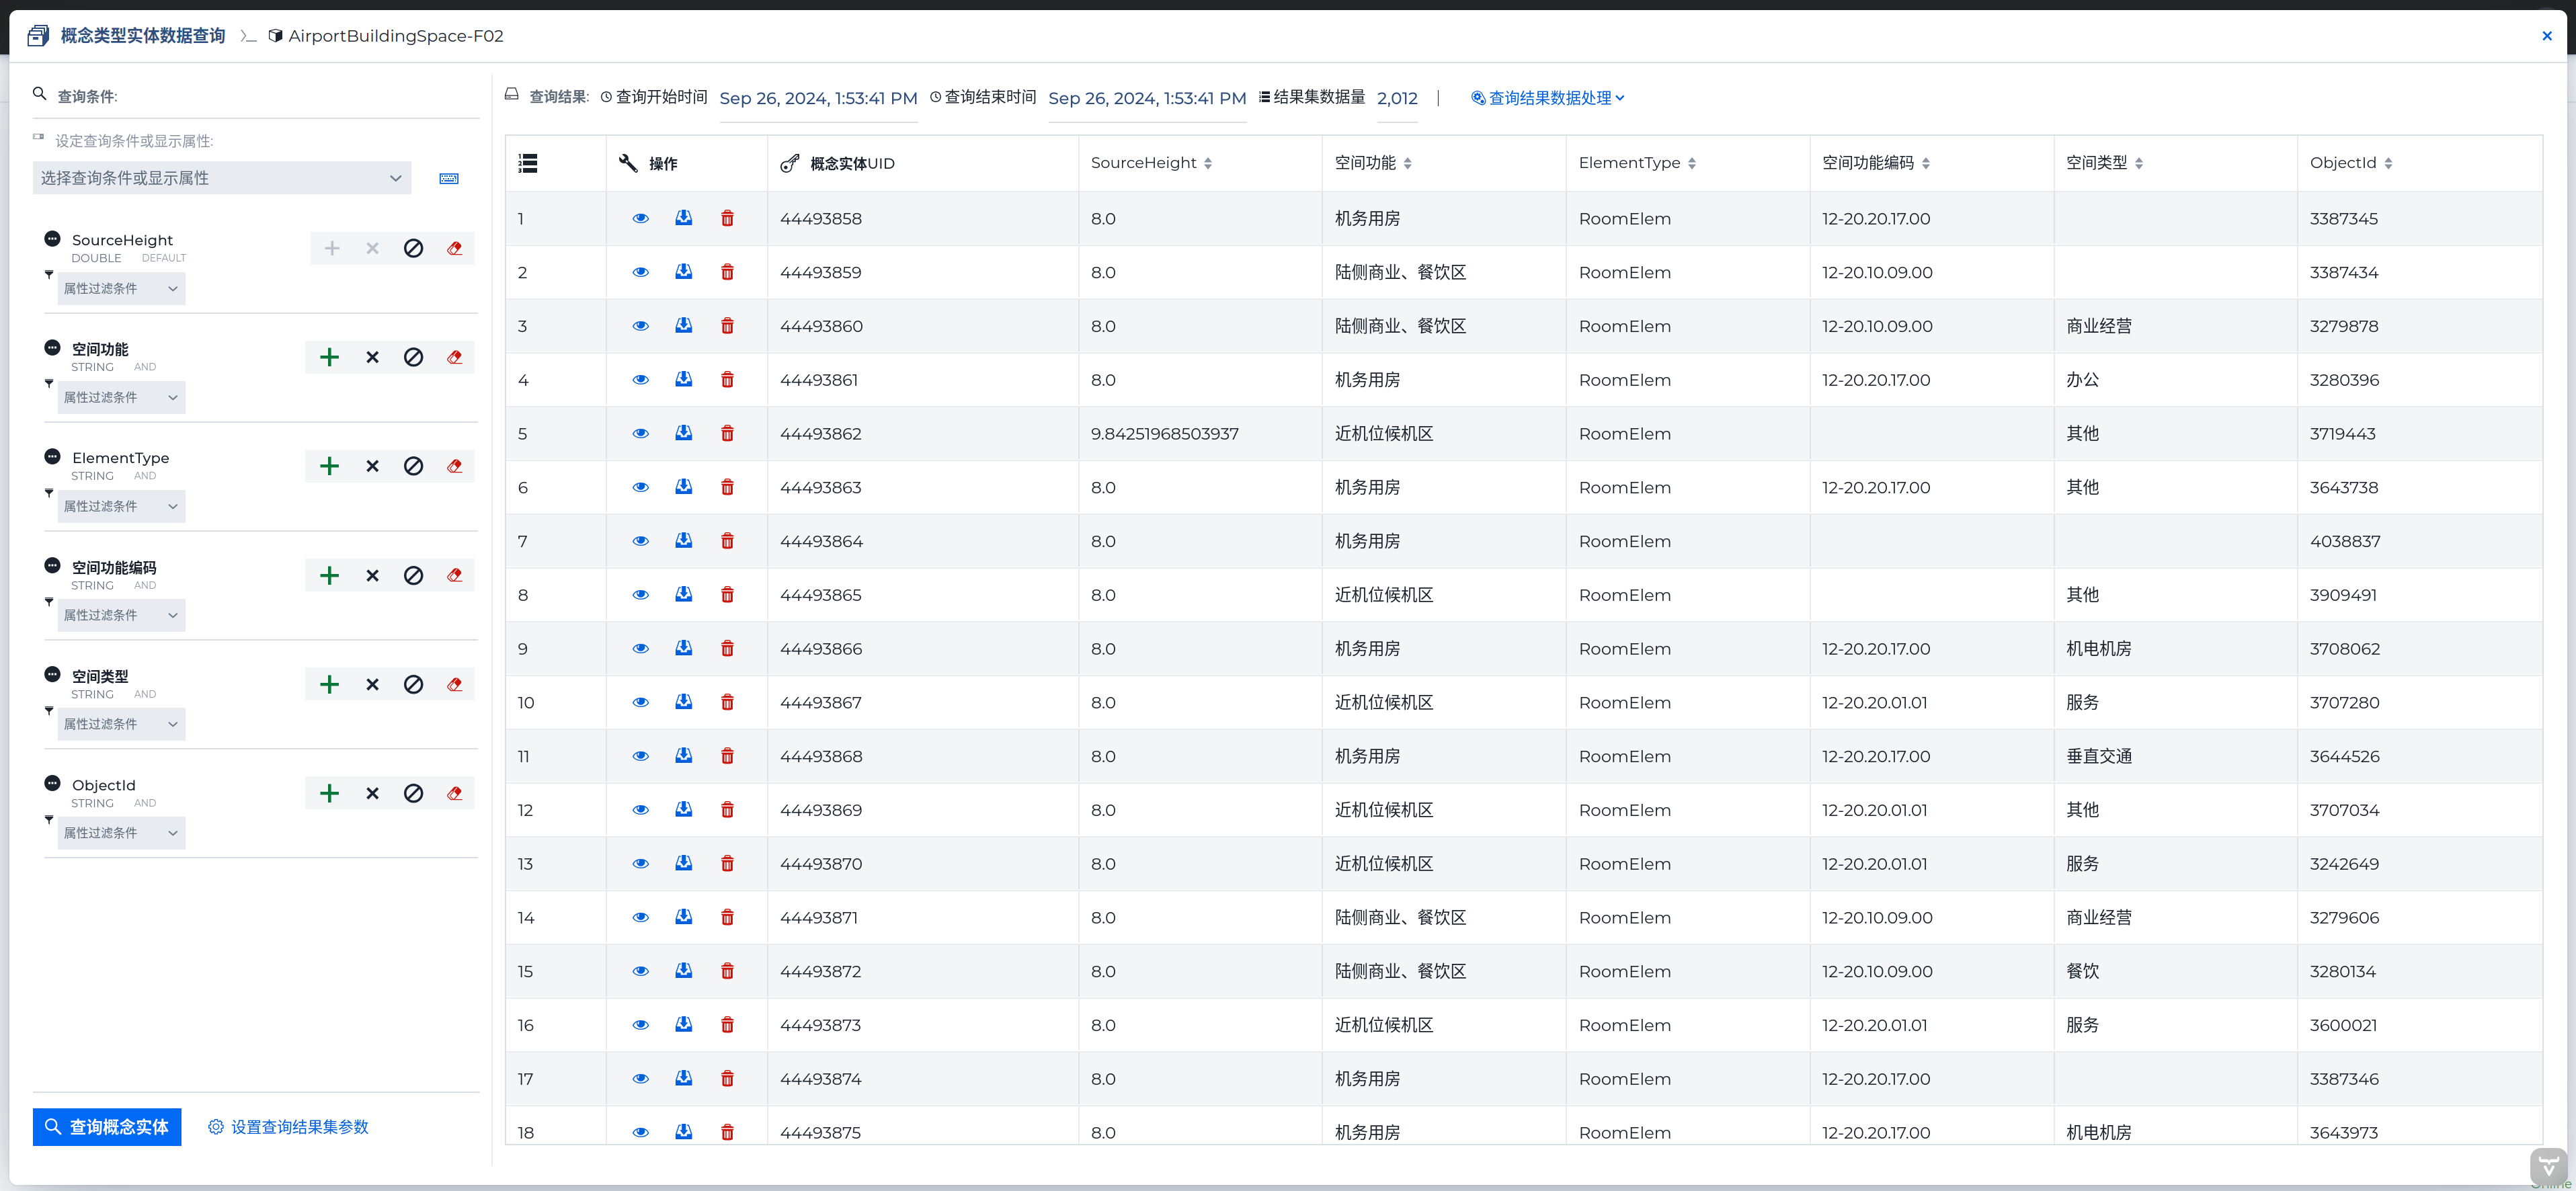 概念类型实体数据查询 AirportBuildingSpace-F02
查询条件:
设定查询条件或显示属性:
选择查询条件或显示属性
SourceHeight
DOUBLE DEFAULT
属性过滤条件
空间功能
STRING AND
属性过滤条件
ElementType
STRING AND
属性过滤条件
空间功能编码
STRING AND
属性过滤条件
空间类型
STRING AND
属性过滤条件
ObjectId
STRING AND
属性过滤条件
查询概念实体 设置查询结果集参数
查询结果: 查询开始时间 Sep 26, 2024, 1:53:41 PM 查询结束时间 Sep 26, 2024, 1:53:41 PM 结果集数据量 2,012 | 查询结果数据处理
操作 概念实体UID SourceHeight 空间功能 ElementType 空间功能编码 空间类型 ObjectId
1 44493858 8.0 机务用房 RoomElem 12-20.20.17.00 3387345
2 44493859 8.0 陆侧商业、餐饮区 RoomElem 12-20.10.09.00 3387434
3 44493860 8.0 陆侧商业、餐饮区 RoomElem 12-20.10.09.00 商业经营 3279878
4 44493861 8.0 机务用房 RoomElem 12-20.20.17.00 办公 3280396
5 44493862 9.84251968503937 近机位候机区 RoomElem 其他 3719443
6 44493863 8.0 机务用房 RoomElem 12-20.20.17.00 其他 3643738
7 44493864 8.0 机务用房 RoomElem 4038837
8 44493865 8.0 近机位候机区 RoomElem 其他 3909491
9 44493866 8.0 机务用房 RoomElem 12-20.20.17.00 机电机房 3708062
10 44493867 8.0 近机位候机区 RoomElem 12-20.20.01.01 服务 3707280
11 44493868 8.0 机务用房 RoomElem 12-20.20.17.00 垂直交通 3644526
12 44493869 8.0 近机位候机区 RoomElem 12-20.20.01.01 其他 3707034
13 44493870 8.0 近机位候机区 RoomElem 12-20.20.01.01 服务 3242649
14 44493871 8.0 陆侧商业、餐饮区 RoomElem 12-20.10.09.00 商业经营 3279606
15 44493872 8.0 陆侧商业、餐饮区 RoomElem 12-20.10.09.00 餐饮 3280134
16 44493873 8.0 近机位候机区 RoomElem 12-20.20.01.01 服务 3600021
17 44493874 8.0 机务用房 RoomElem 12-20.20.17.00 3387346
18 44493875 8.0 机务用房 RoomElem 12-20.20.17.00 机电机房 3643973